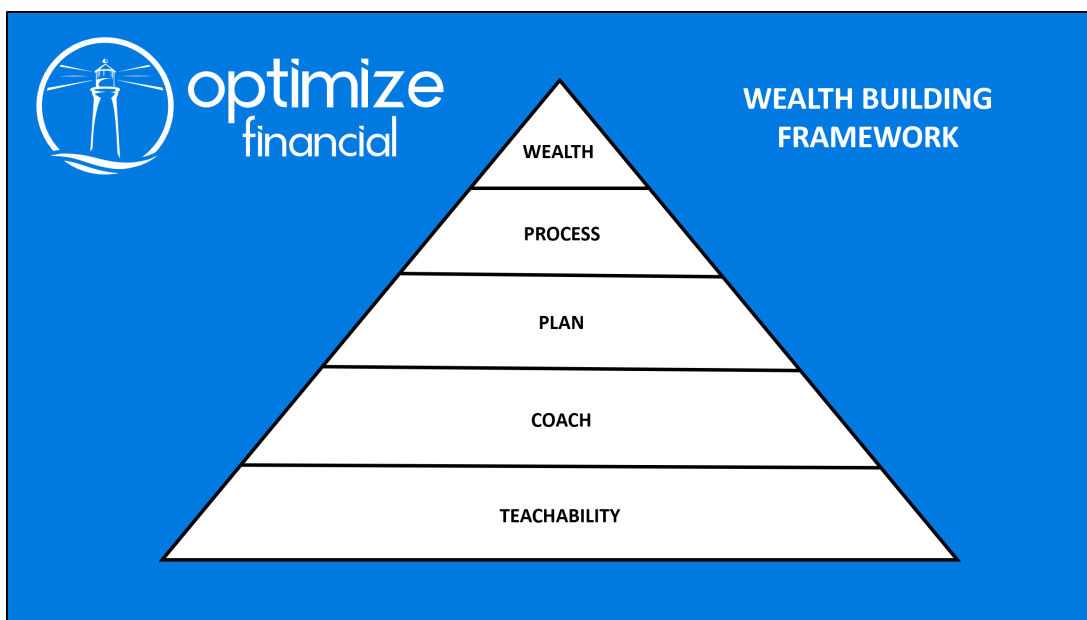 optimize
financial
WEALTH BUILDING
FRAMEWORK
WEALTH
PROCESS
PLAN
COACH
TEACHABILITY